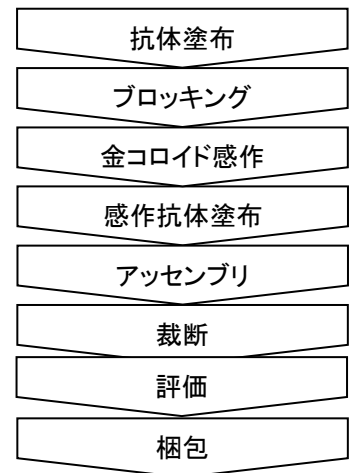 抗体塗布
ブロッキング
金コロイド感作
感作抗体塗布
アッセンブリ
裁断
評価
梱包